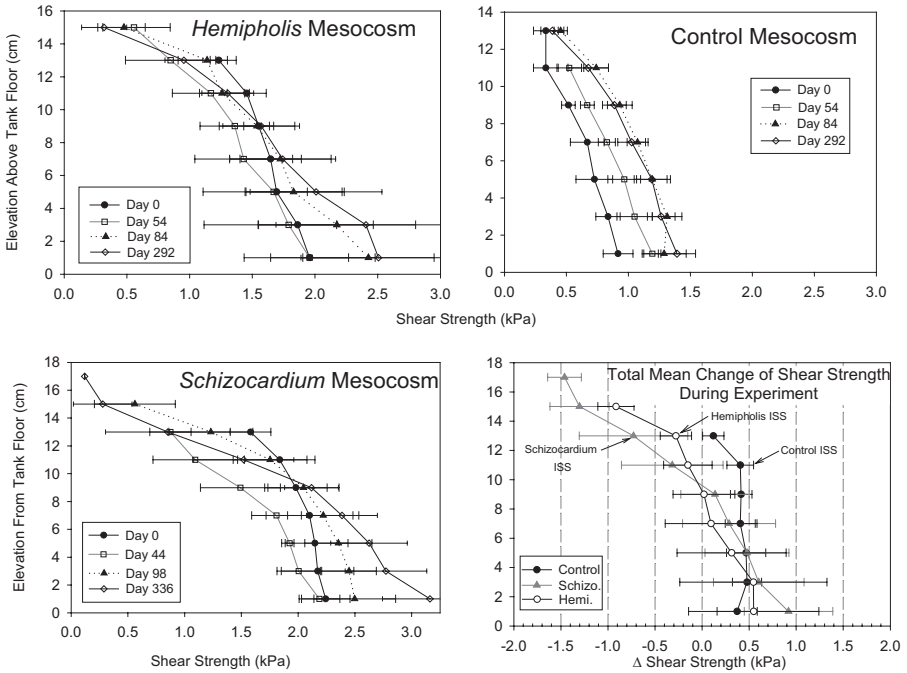 Hemipholis Mesocosm
Elevation Above Tank Floor (cm)
16
14
12
10
8
6
4
2
0
Day 0
Day 54
Day 84
Day 292
0.0 0.5 1.0 1.5 2.0 2.5 3.0
Control Mesocosm
14
12
10
8
6
4
2
0
Day 0
Day 54
Day 84
Day 292
0.0 0.5 1.0 1.5 2.0 2.5 3.0
Shear Strength (kPa)
Schizocardium Mesocosm
Elevation From Tank Floor (cm)
18
16
14
12
10
8
6
4
2
0
Day 0
Day 44
Day 98
Day 336
0.0 0.5 1.0 1.5 2.0 2.5 3.0
Shear Strength (kPa)
Total Mean Change of Shear Strength
During Experiment
18
16
14
12
10
8
6
4
2
0
Hemipholis ISS
Schizocardium
ISS
Control ISS
Control
Schizo.
Hemi.
-2.0 -1.5 -1.0 -0.5 0.0 0.5 1.0 1.5 2.0
Δ Shear Strength (kPa)